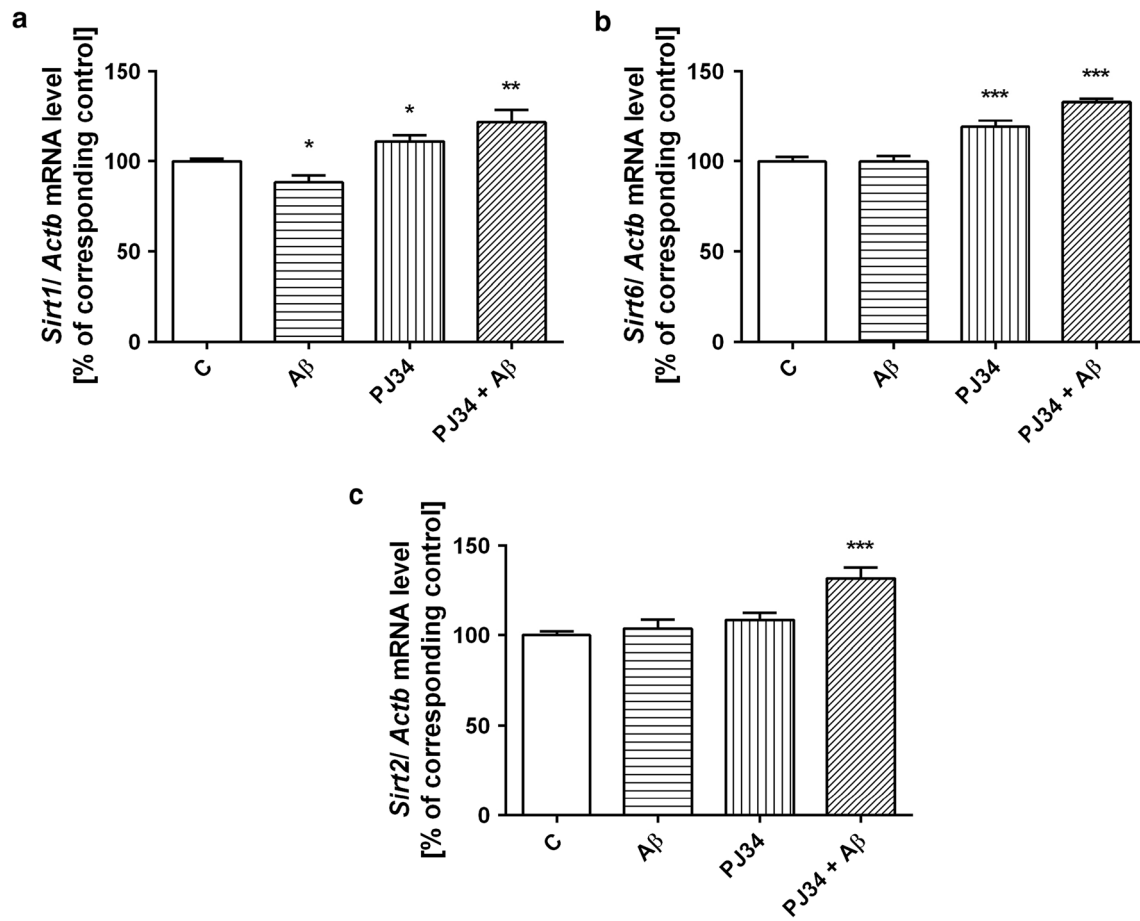 a
Sirt1/ Actb mRNA level
[% of corresponding control]
150
100
50
0
*
*
**
C
Aβ
PJ34
PJ34 + Aβ
b
Sirt6/ Actb mRNA level
[% of corresponding control]
150
100
50
0
***
***
C
Aβ
PJ34
PJ34 + Aβ
c
Sirt2/ Actb mRNA level
[% of corresponding control]
150
100
50
0
***
C
Aβ
PJ34
PJ34 + Aβ